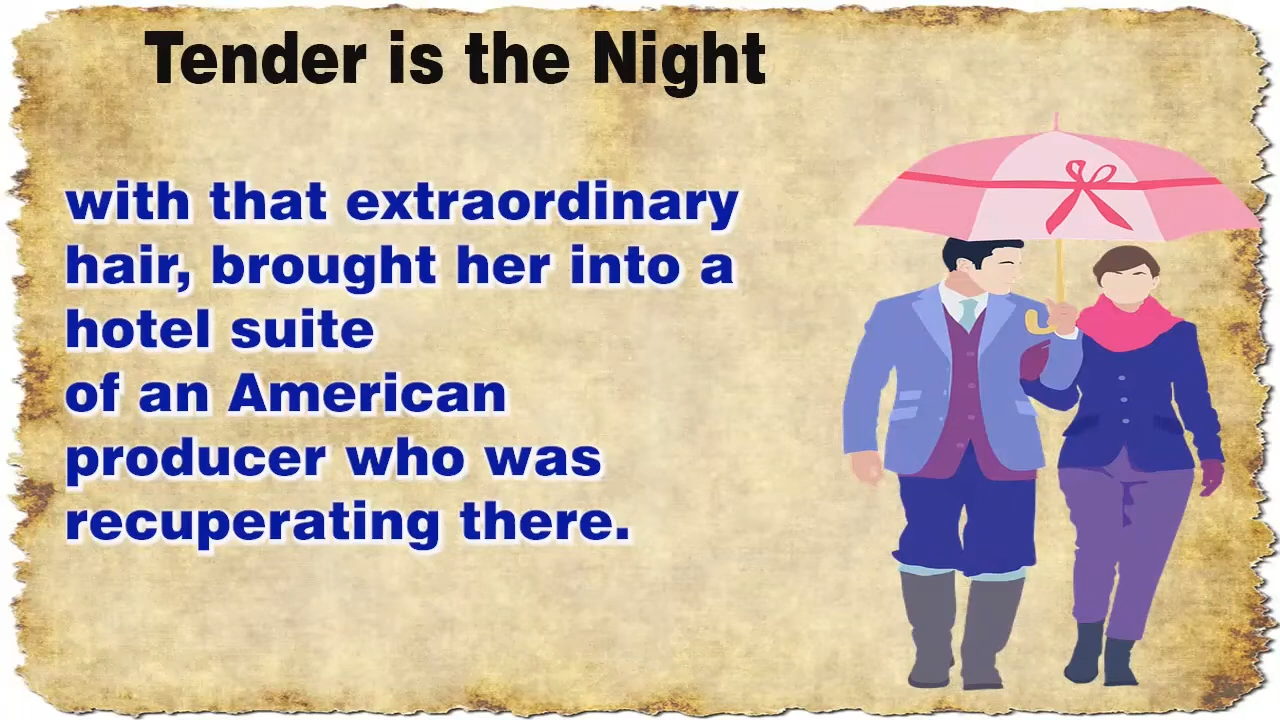 Tender is the Night
with that extraordinary
hair, brought her into a
hotel suite
of an American
producer who was
recuperating there.